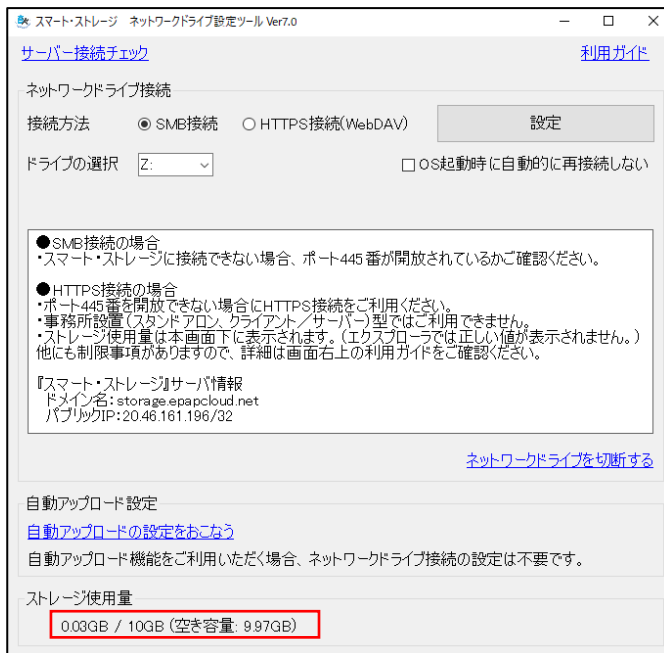 スマート・ストレージ ネットワークドライブ設定ツール Ver7.0
サーバー接続チェック 利用ガイド
ネットワークドライブ接続
接続方法 SMB接続 HTTPS接続(WebDAV) 設定
ドライブの選択 Z: OS起動時に自動的に再接続しない
●SMB接続の場合
・スマート・ストレージに接続できない場合、ポート445番が開放されているかご確認ください。
●HTTPS接続の場合
・ポート445番を開放できない場合にHTTPS接続をご利用ください。
・事務所設置(スタンドアロン、クライアント／サーバー)型ではご利用できません。
・ストレージ使用量は本画面下に表示されます。(エクスプローラでは正しい値が表示されません。)
他にも制限事項がありますので、詳細は画面右上の利用ガイドをご確認ください。
『スマート・ストレージ』サーバ情報
ドメイン名:storage.epapcloud.net
パブリックIP:20.46.161.196/32
ネットワークドライブを切断する
自動アップロード設定
自動アップロードの設定をおこなう
自動アップロード機能をご利用いただく場合、ネットワークドライブ接続の設定は不要です。
ストレージ使用量
0.03GB / 10GB (空き容量: 9.97GB)